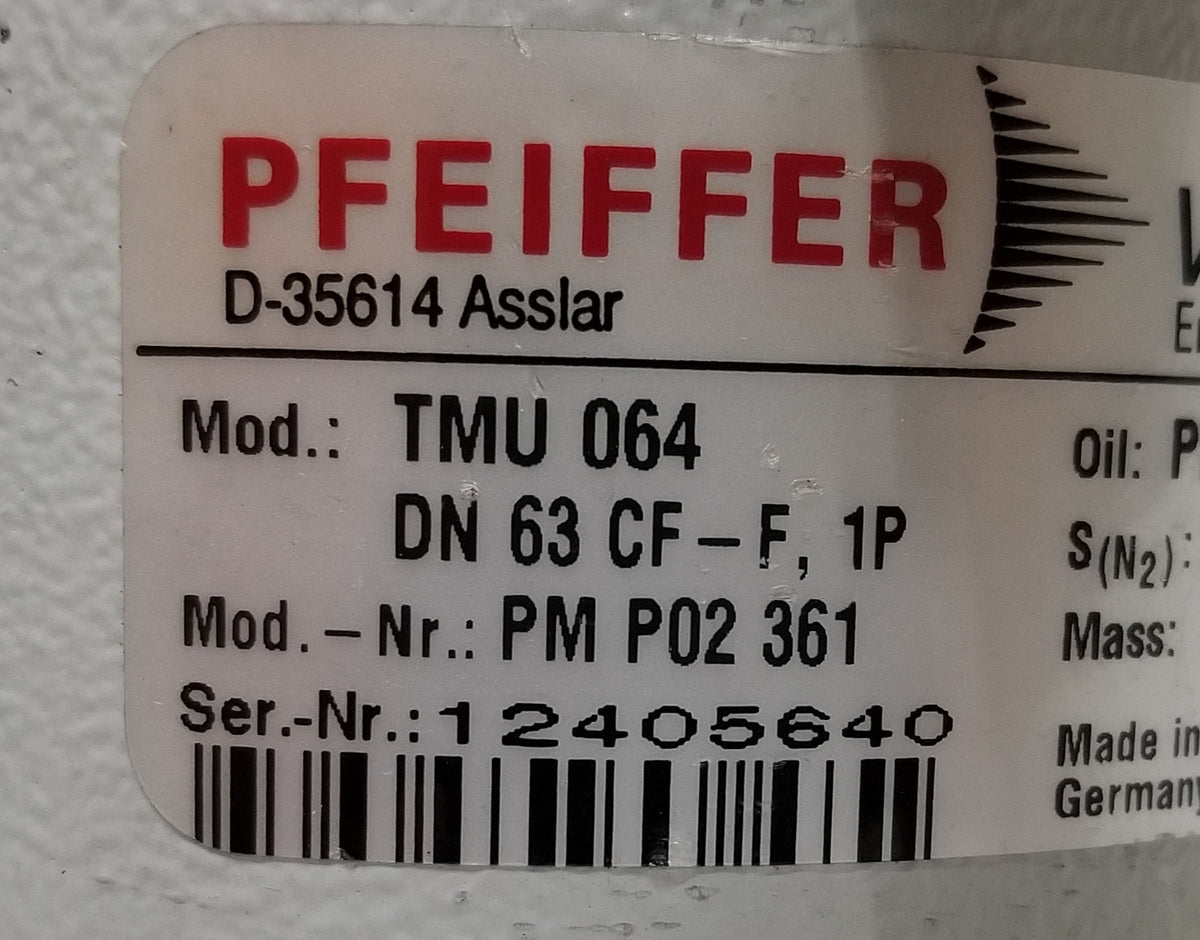 PFEIFFER
D-35614 Asslar
Mod.: TMU 064
DN 63 CF-F, 1P
Mod.-Nr.: PM P02 361
Ser.-Nr.: 12405640
Oil: P
S(N2):
Mass:
Made in
Germany